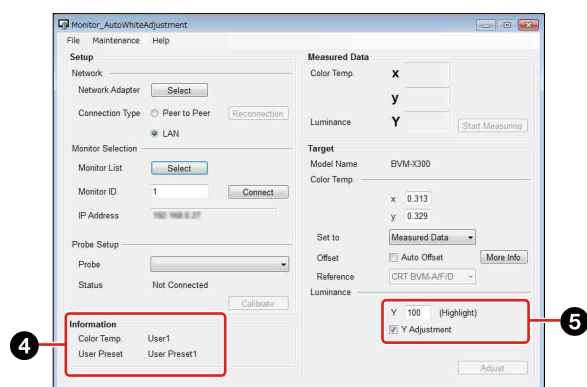 Monitor_AutoWhiteAdjustment
File Maintenance Help
Setup
Network
Network Adapter Select
Connection Type Peer to Peer Reconnection
LAN
Monitor Selection
Monitor List Select
Monitor ID 1 Connect
IP Address
Probe Setup
Probe
Status Not Connected
Calibrate
Information
Color Temp. User1
User Preset User Preset1
4
Measured Data
Color Temp. x
y
Luminance Y Start Measuring
Target
Model Name BVM-X300
Color Temp.
x 0.313
y 0.329
Set to Measured Data
Offset Auto Offset More Info
Reference CRT BVM-A/F/D
Luminance
Y 100 (Highlight)
Y Adjustment
5
Adjust